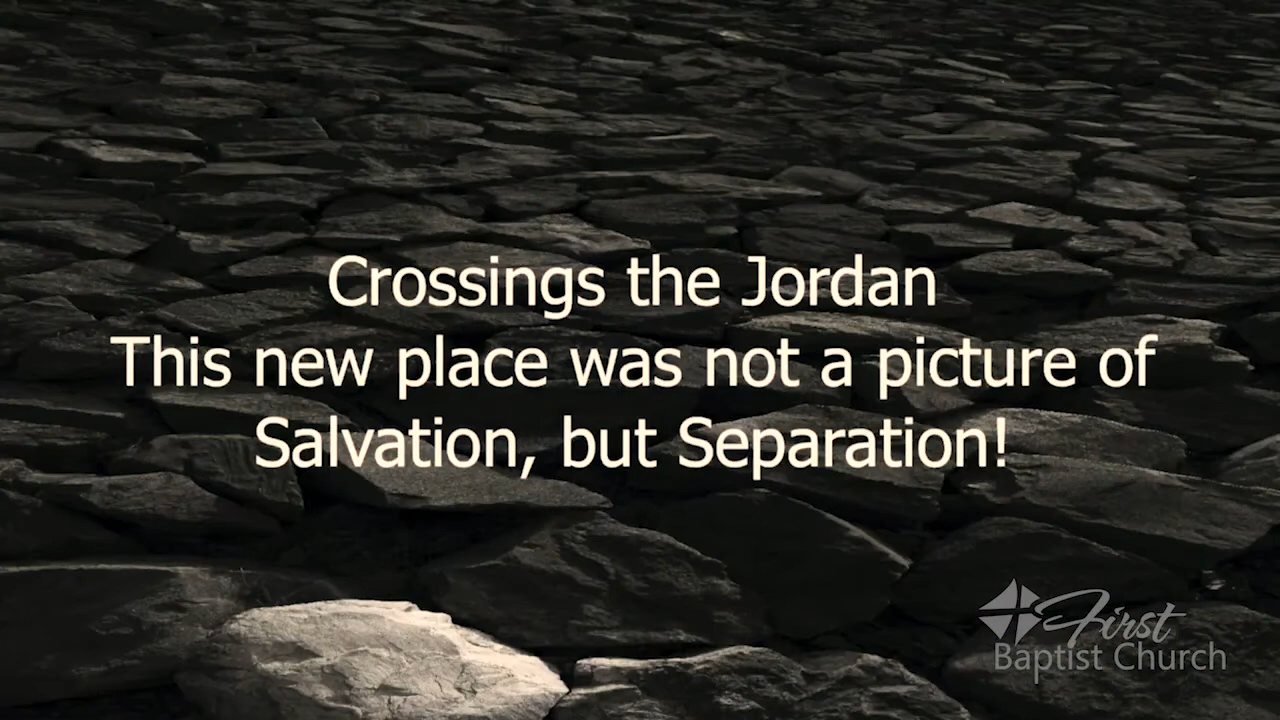 Crossings the Jordan
This new place was not a picture of
Salvation, but Separation!
First
Baptist Church